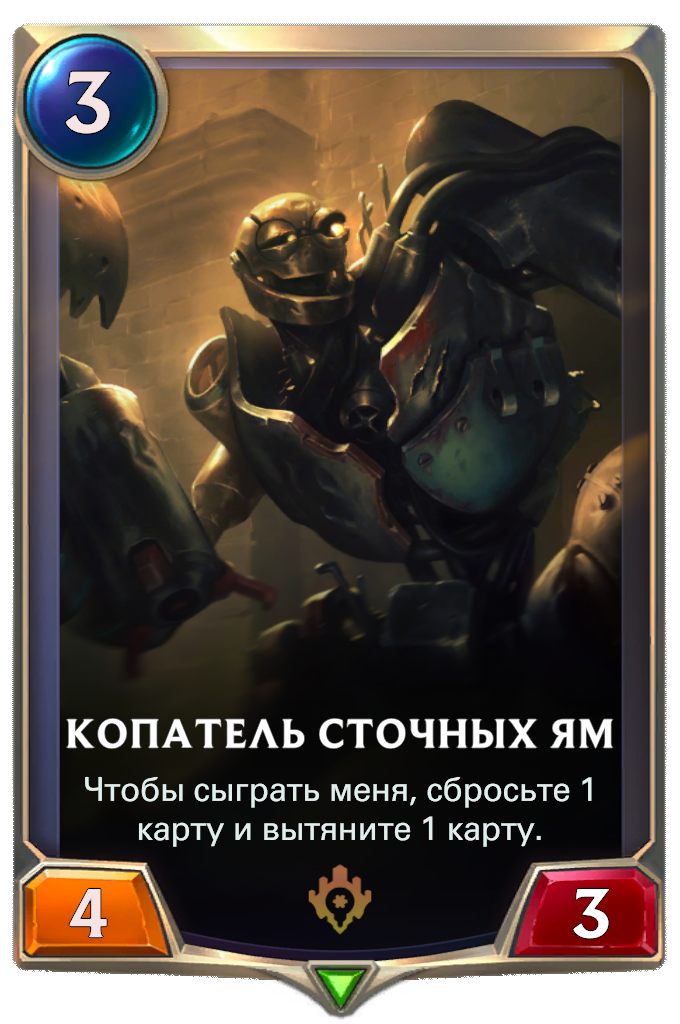 3
КОПАТЕЛЬ СТОЧНЫХ ЯМ
Чтобы сыграть меня, сбросьте 1
карту и вытяните 1 карту.
4
3